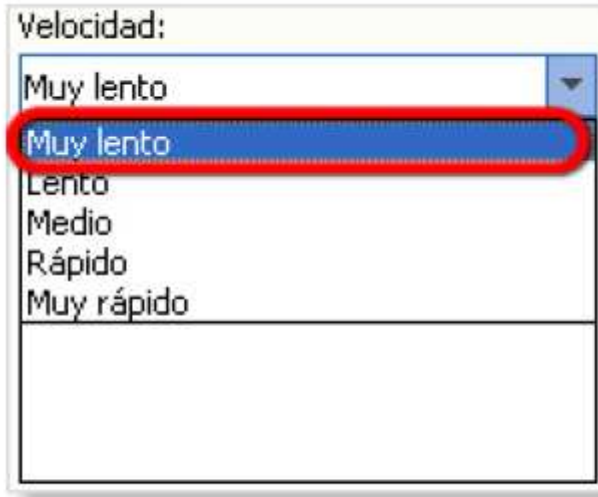 Velocidad:
Muy lento
Muy lento
Lento
Medio
Rápido
Muy rápido